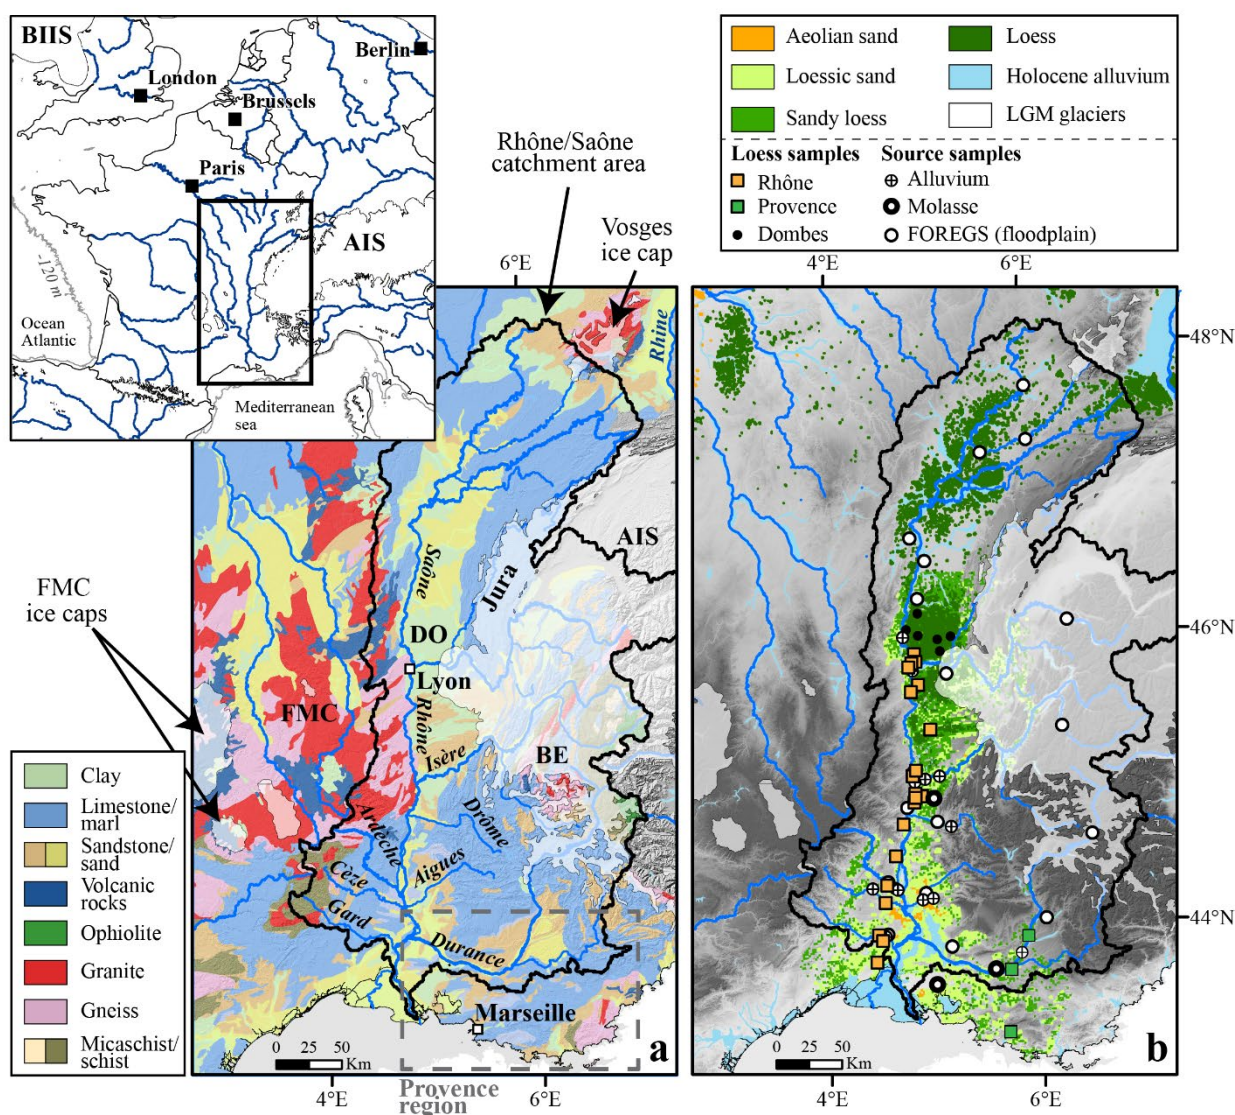 BIIS
Berlin
London
Brussels
Paris
AIS
-120 m
Ocean
Atlantic
Mediterranean
sea
Rhône/Saône
catchment area
Vosges
ice cap
6°E
Rhine
AIS
Jura
Saône
DO
Lyon
FMC
ice caps
FMC
Rhône
Isère
BE
Ardèche
Drôme
Cèze
Aigues
Gard
Durance
Marseille
0 25 50
Km
a
4°E
6°E
Provence
region
Clay
Limestone/
marl
Sandstone/
sand
Volcanic
rocks
Ophiolite
Granite
Gneiss
Micaschist/
schist
Aeolian sand
Loess
Loessic sand
Holocene alluvium
Sandy loess
LGM glaciers
Loess samples
Source samples
Rhône
Alluvium
Provence
Molasse
Dombes
FOREGS (floodplain)
4°E
6°E
48°N
46°N
44°N
0 25 50
Km
b
4°E
6°E